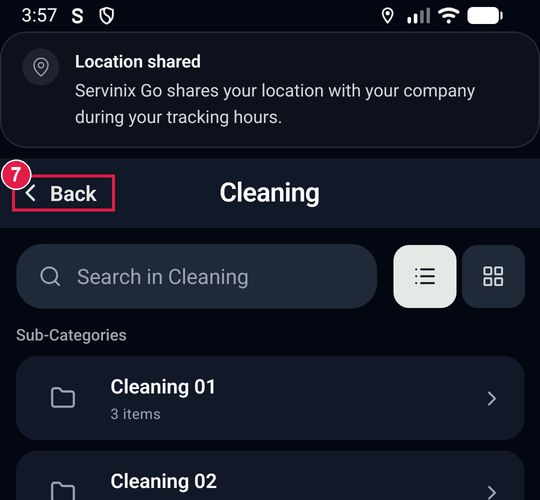 3:57 S
Location shared
Servinix Go shares your location with your company
during your tracking hours.
7
Back
Cleaning
Search in Cleaning
Sub-Categories
Cleaning 01
3 items
Cleaning 02